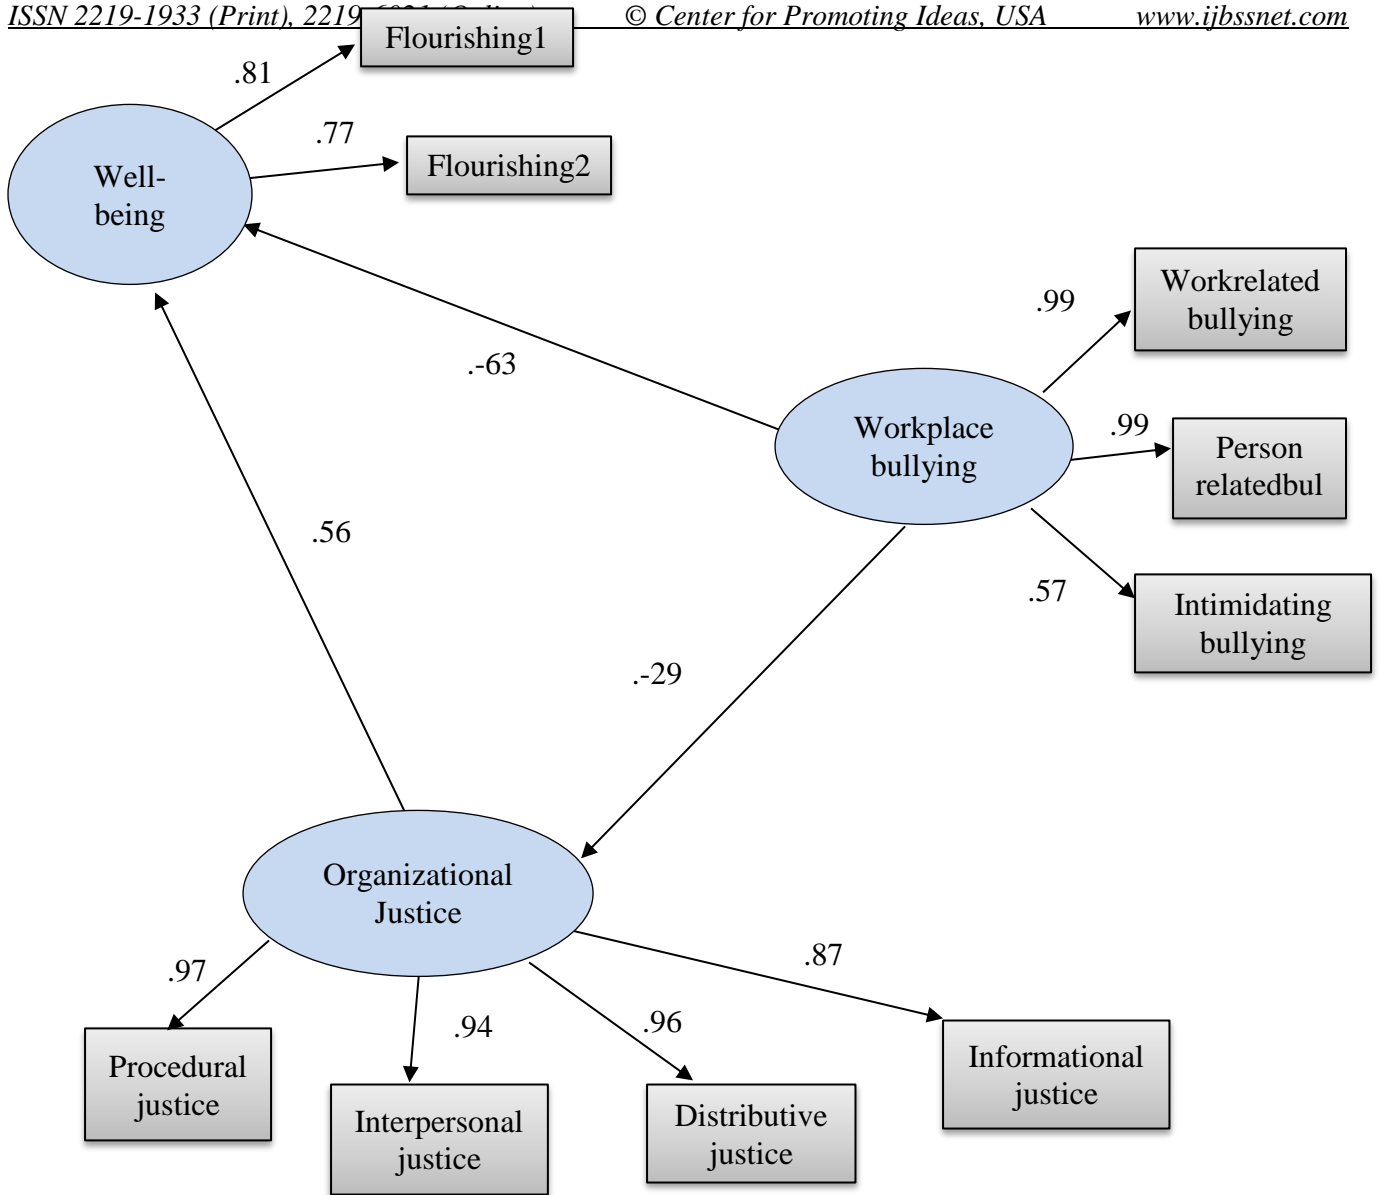 ISSN 2219-1933 (Print), 2219-6021 (Online) © Center for Promoting Ideas, USA www.ijbssnet.com
Flourishing1
.81
.77
Flourishing2
Well-
being
Workrelated
bullying
.99
.-63
Workplace
bullying
.99
Person
relatedbul
.56
.57
Intimidating
bullying
.-29
Organizational
Justice
.97
.94
.96
.87
Procedural
justice
Interpersonal
justice
Distributive
justice
Informational
justice